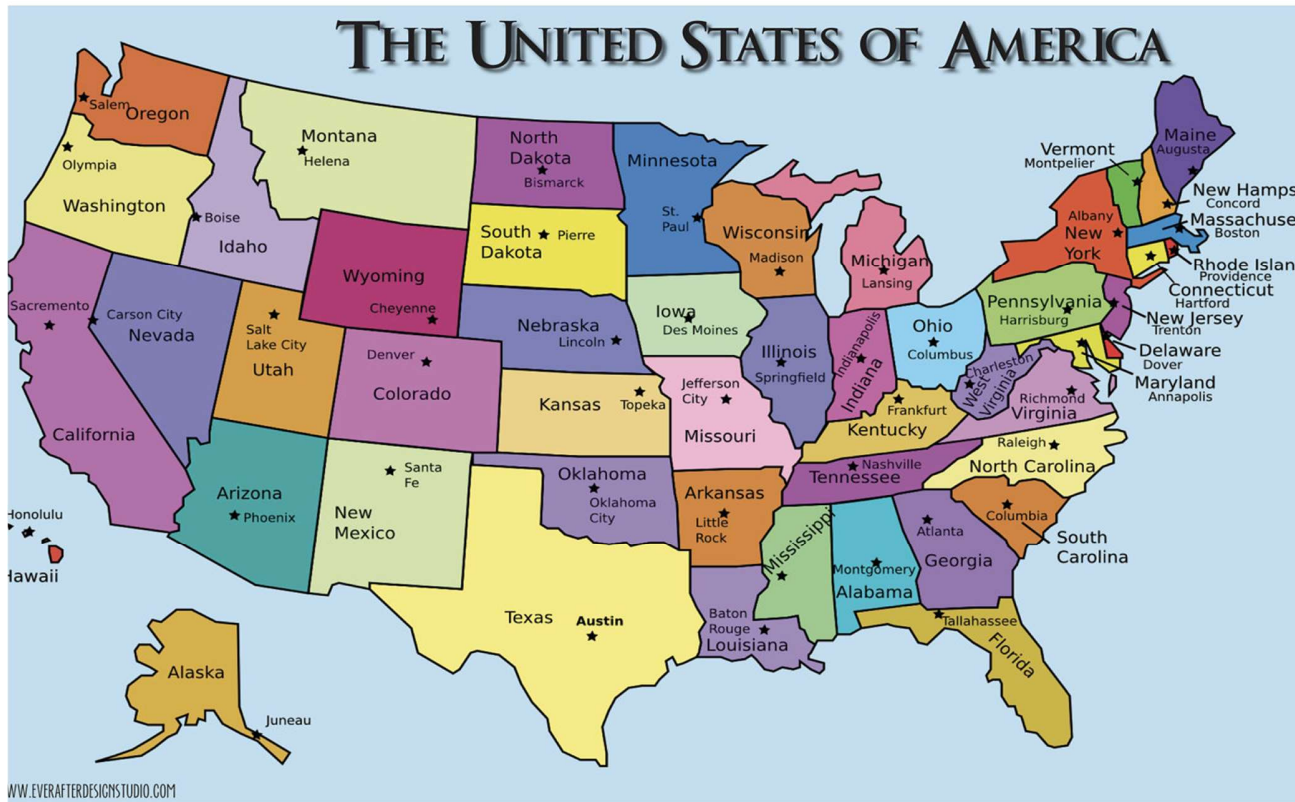 THE UNITED STATES OF AMERICA
Salem
Oregon
Olympia
Washington
Boise
Idaho
Montana
Helena
North
Dakota
Bismarck
Minnesota
St.
Paul
Wisconsin
Madison
Michigan
Lansing
Vermont
Montpelier
Maine
Augusta
New Hamps
Concord
Massachuse
Boston
Albany
New
York
Rhode Islan
Providence
Connecticut
Hartford
New Jersey
Trenton
Delaware
Dover
Maryland
Annapolis
Pennsylvania
Harrisburg
South
Dakota
Pierre
Wyoming
Cheyenne
Sacremento
California
Carson City
Nevada
Salt
Lake City
Utah
Denver
Colorado
Nebraska
Lincoln
Iowa
Des Moines
Illinois
Springfield
Indianapolis
Indiana
Ohio
Columbus
Charleston
West
Virginia
Richmond
Virginia
Kansas
Topeka
Jefferson
City
Missouri
Frankfurt
Kentucky
Nashville
Tennessee
Raleigh
North Carolina
Columbia
South
Carolina
Arizona
Phoenix
Santa
Fe
New
Mexico
Oklahoma
Oklahoma
City
Arkansas
Little
Rock
Mississippi
Montgomery
Alabama
Atlanta
Georgia
Honolulu
Hawaii
Texas
Austin
Baton
Rouge
Louisiana
Tallahassee
Florida
Alaska
Juneau
WW.EVERAFTERDESIGNSTUDIO.COM